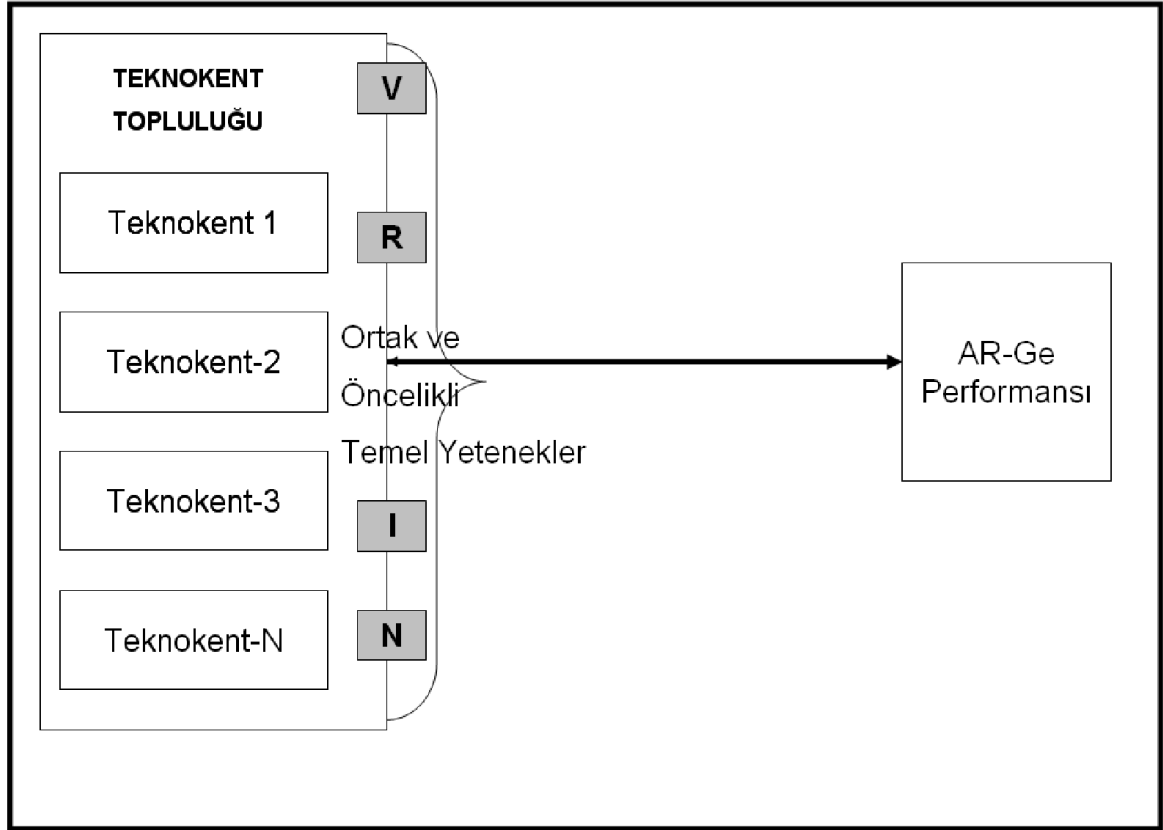 TEKNOKENT
TOPLULUĞU
Teknokent 1
Teknokent-2
Teknokent-3
Teknokent-N
V
R
Ortak ve
Öncelikli
Temel Yetenekler
I
N
AR-Ge
Performansı